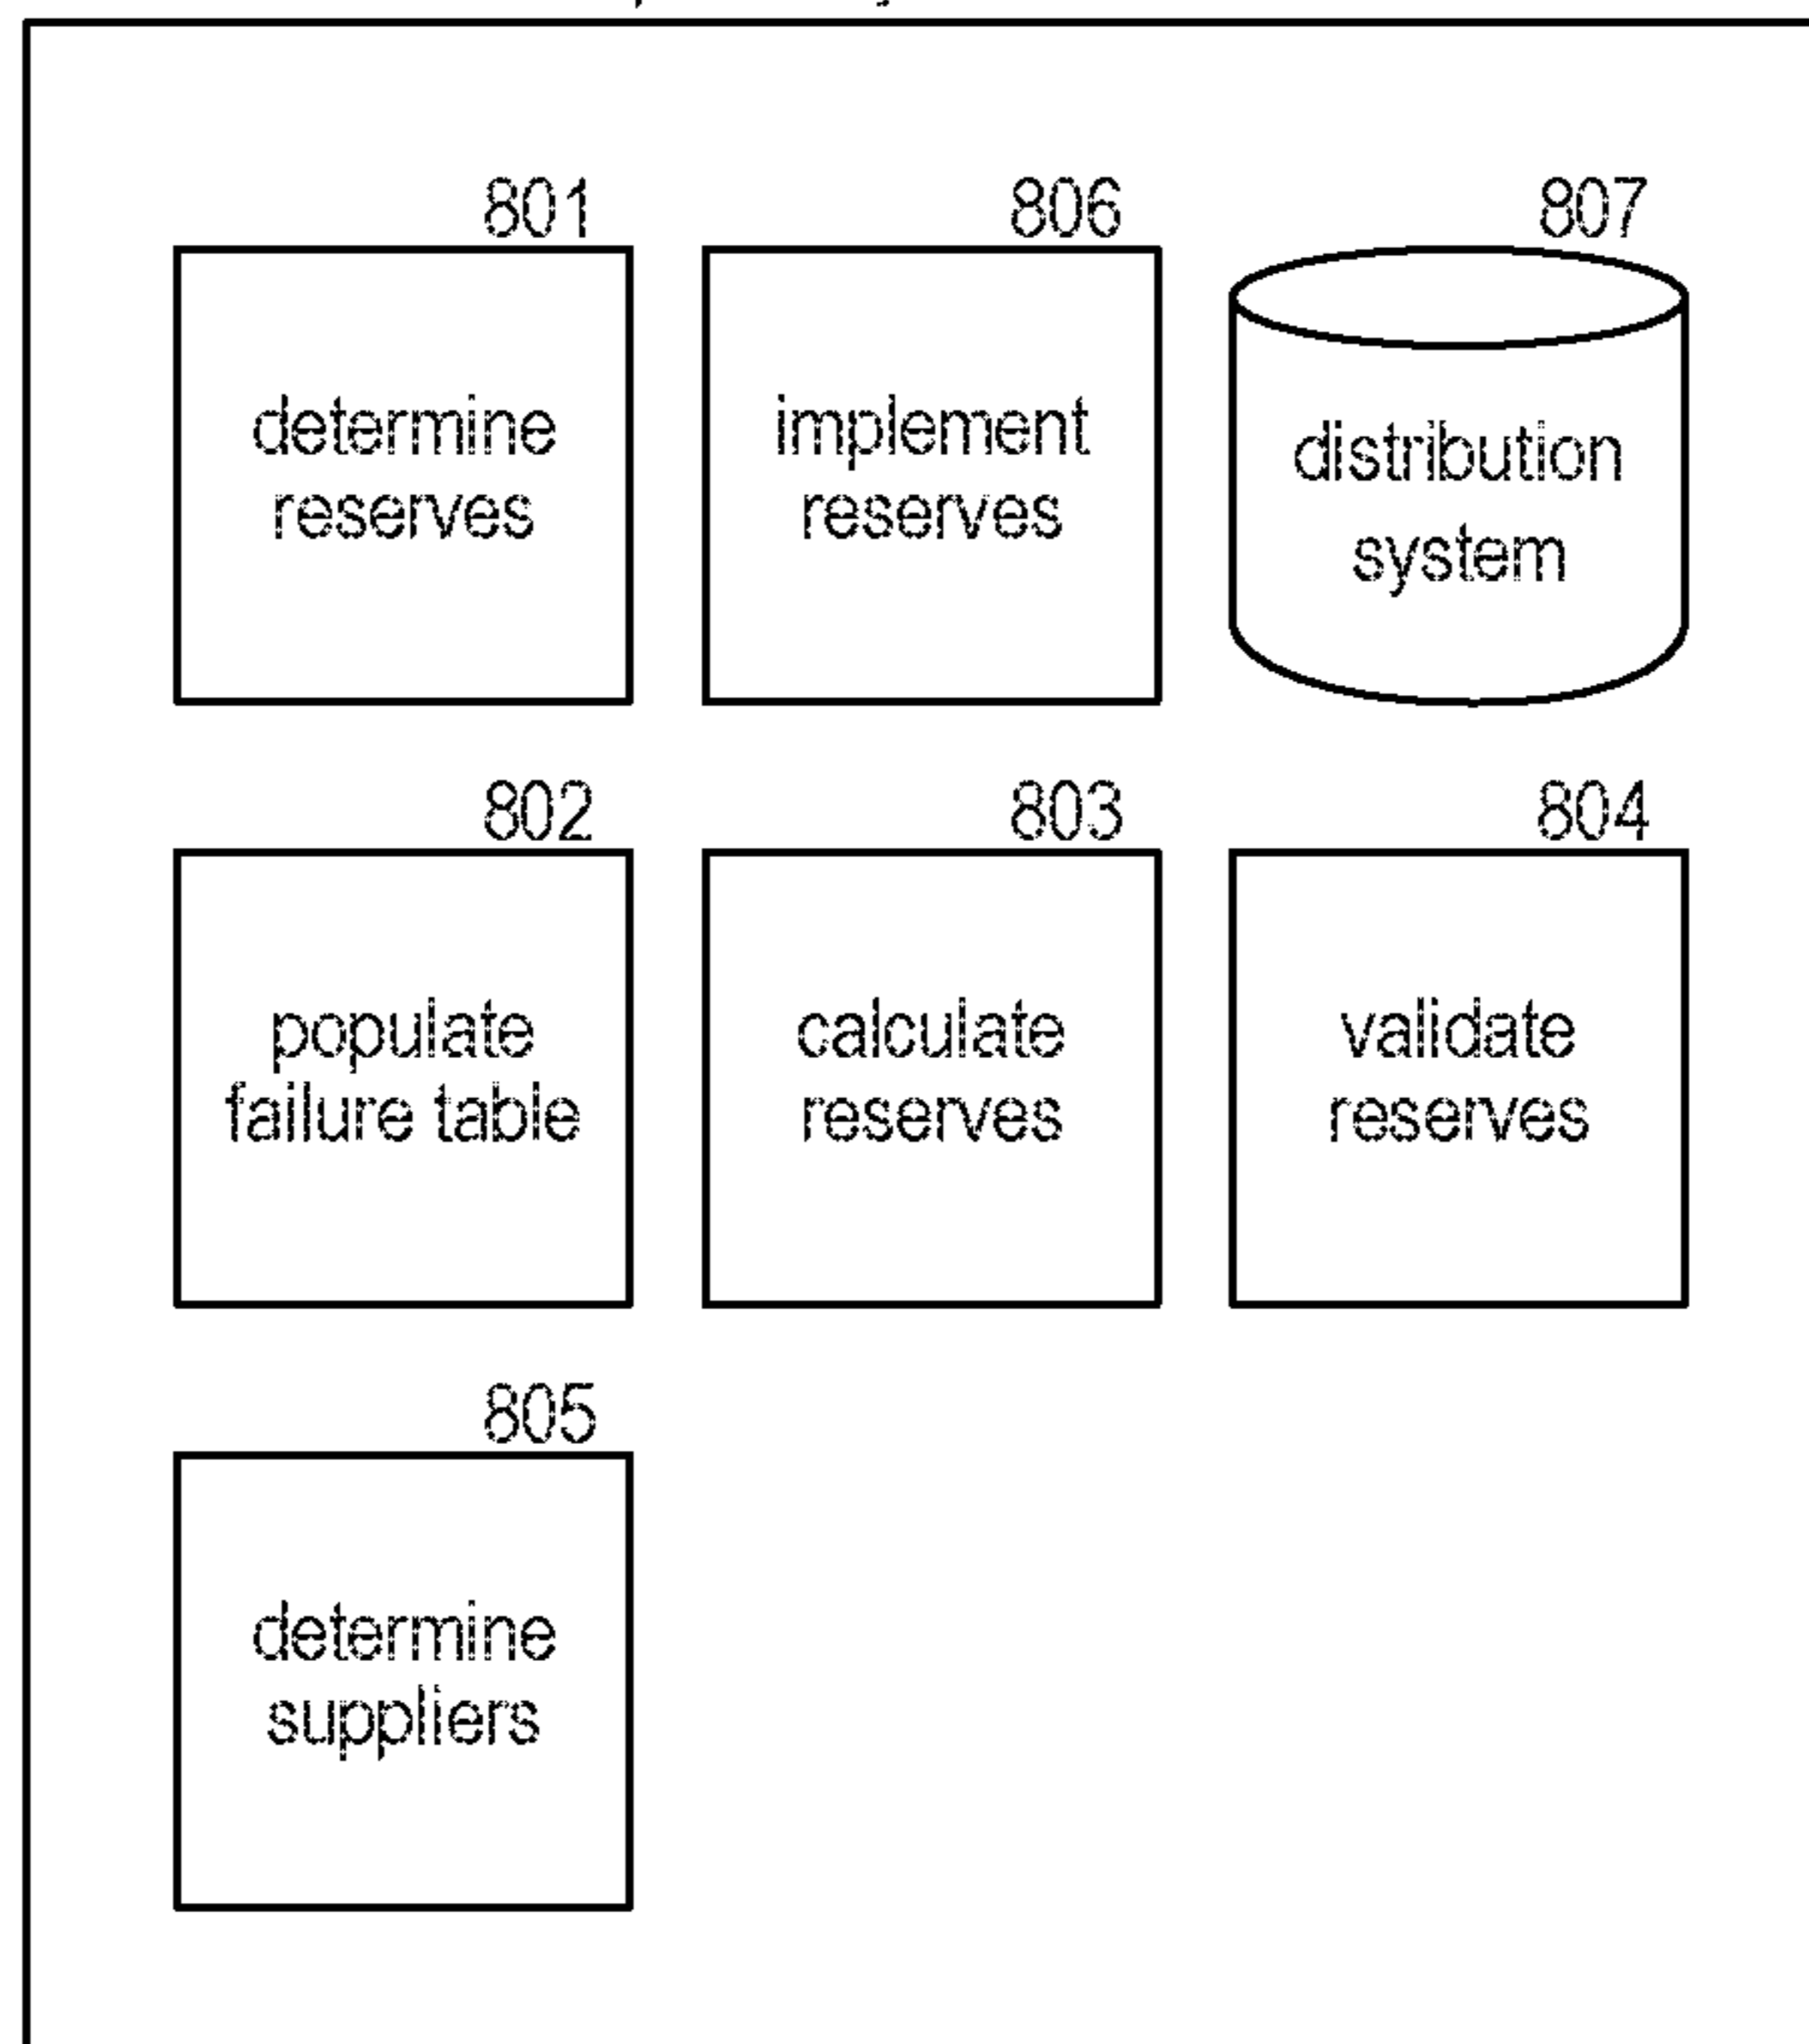 801
determine
reserves
806
implement
reserves
807
distribution
system
802
populate
failure table
803
calculate
reserves
804
validate
reserves
805
determine
suppliers